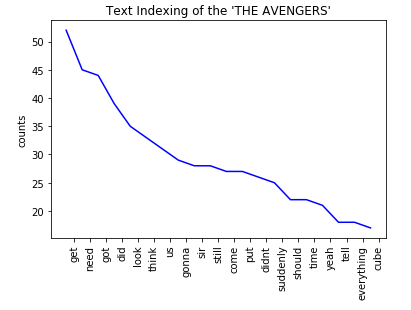 Text Indexing of the 'THE AVENGERS'
counts
50
45
40
35
30
25
20
get
need
got
did
look
think
us
gonna
sir
still
come
put
didnt
suddenly
should
time
yeah
tell
everything
cube